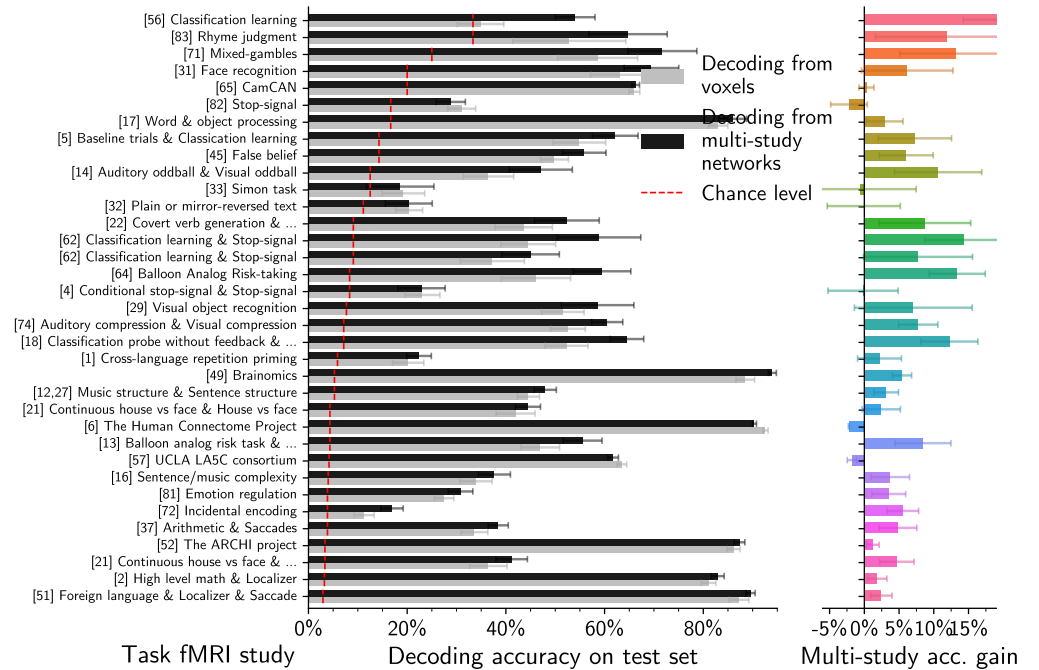 [56] Classification learning
[83] Rhyme judgment
[71] Mixed-gambles
[31] Face recognition
[65] CamCAN
[82] Stop-signal
[17] Word & object processing
[5] Baseline trials & Classication learning
[45] False belief
[14] Auditory oddball & Visual oddball
[33] Simon task
[32] Plain or mirror-reversed text
[22] Covert verb generation & ...
[62] Classification learning & Stop-signal
[62] Classification learning & Stop-signal
[64] Balloon Analog Risk-taking
[4] Conditional stop-signal & Stop-signal
[29] Visual object recognition
[74] Auditory compression & Visual compression
[18] Classification probe without feedback & ...
[1] Cross-language repetition priming
[49] Brainomics
[12,27] Music structure & Sentence structure
[21] Continuous house vs face & House vs face
[6] The Human Connectome Project
[13] Balloon analog risk task & ...
[57] UCLA LA5C consortium
[16] Sentence/music complexity
[81] Emotion regulation
[72] Incidental encoding
[37] Arithmetic & Saccades
[52] The ARCHI project
[21] Continuous house vs face & ...
[2] High level math & Localizer
[51] Foreign language & Localizer & Saccade
Decoding from
voxels
Decoding from
multi-study
networks
Chance level
0% 20% 40% 60% 80%
-5% 0% 5% 10% 15%
Task fMRI study
Decoding accuracy on test set
Multi-study acc. gain